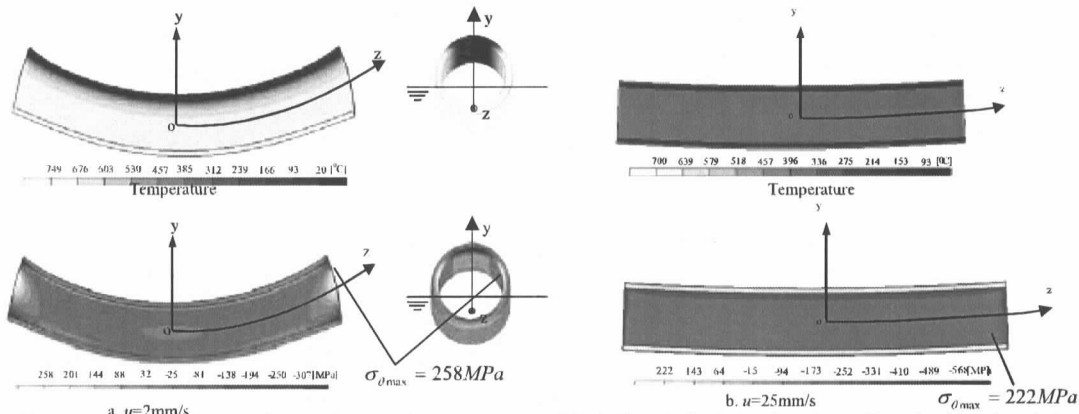 y
z
o
y
z
749 676 603 530 457 385 312 239 166 93 20 [°C]
Temperature
y
z
o
700 639 579 518 457 396 336 275 214 153 93 [°C]
Temperature
y
z
o
y
z
258 201 144 88 32 -25 -81 -138 -194 -250 [MPa]
σθmax = 258MPa
a. u=2mm/s
y
z
o
222 143 64 -15 -94 -173 -252 -331 -410 -489 -568[MPa]
σθmax = 222MPa
b. u=25mm/s